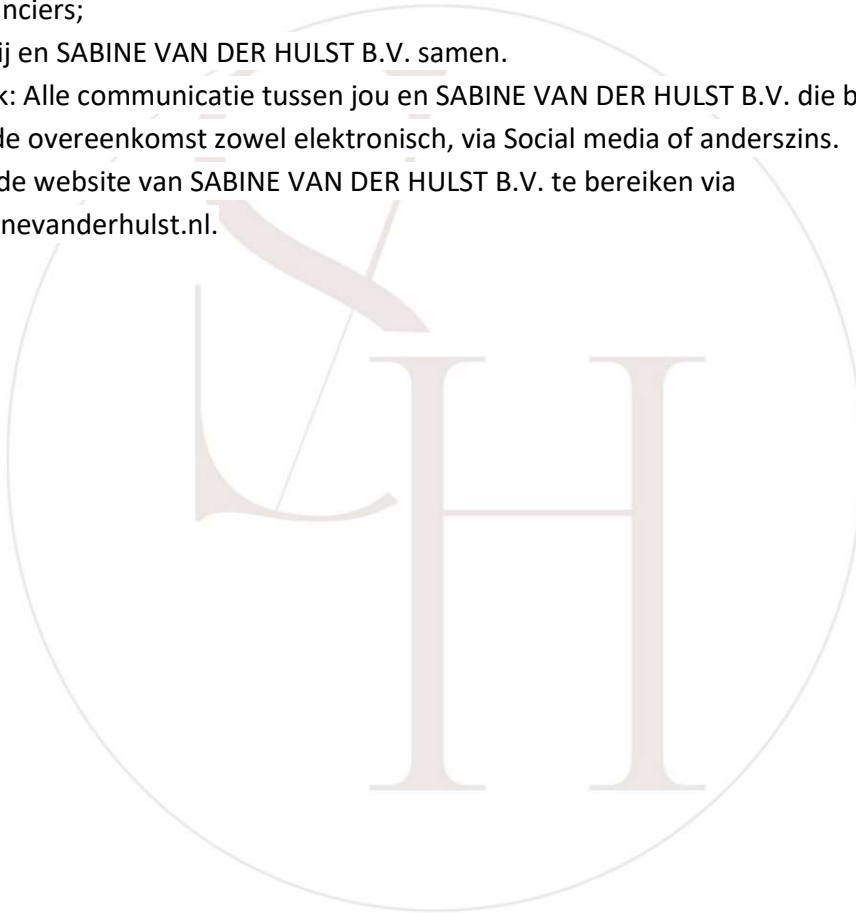 nciers;
ij en SABINE VAN DER HULST B.V. samen.
k: Alle communicatie tussen jou en SABINE VAN DER HULST B.V. die b
de overeenkomst zowel elektronisch, via Social media of anderszins.
de website van SABINE VAN DER HULST B.V. te bereiken via
nevanderhulst.nl.
S
H